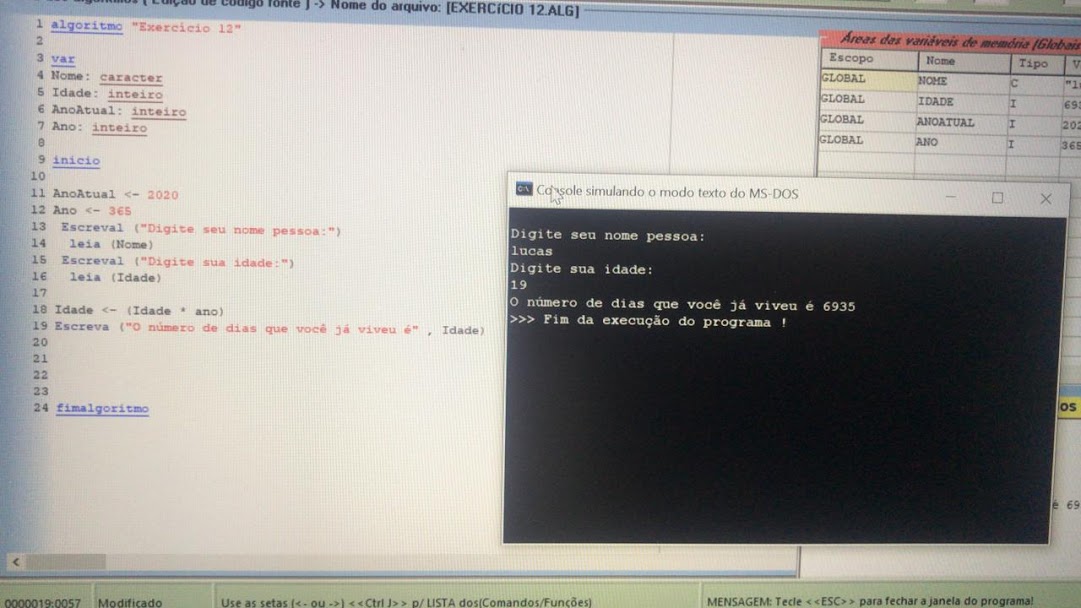 [ Edição de código fonte ] -> Nome do arquivo: [EXERCÍCIO 12.ALG]
1 algoritmo "Exercicio 12"
2
3 var
4 Nome: caracter
5 Idade: inteiro
6 AnoAtual: inteiro
7 Ano: inteiro
8
9 inicio
10
11 AnoAtual <- 2020
12 Ano <- 365
13 Escreval ("Digite seu nome pessoa:")
14 leia (Nome)
15 Escreval ("Digite sua idade:")
16 leia (Idade)
17
18 Idade <- (Idade * ano)
19 Escreva ("O número de dias que você já viveu é" , Idade)
20
21
22
23
24 fimalgoritmo
Áreas das variáveis de memória (Globais
Escopo Nome Tipo V
GLOBAL NOME C "lu
GLOBAL IDADE I 693
GLOBAL ANOATUAL I 202
GLOBAL ANO I 365
Console simulando o modo texto do MS-DOS
Digite seu nome pessoa:
lucas
Digite sua idade:
19
O número de dias que você já viveu é 6935
>>> Fim da execução do programa !
os
é 69
0000019:0057 Modificado Use as setas (<- ou ->) <<Ctrl J>> p/ LISTA dos(Comandos/Funções) MENSAGEM: Tecle <<ESC>> para fechar a janela do programa!